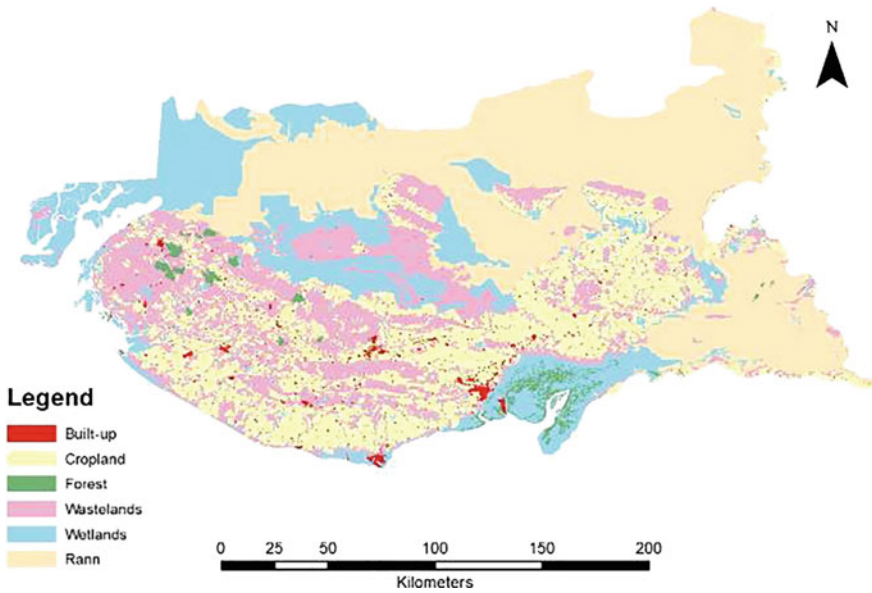 N
Legend
Built-up
Cropland
Forest
Wastelands
Wetlands
Rann
0 25 50 100 150 200
Kilometers